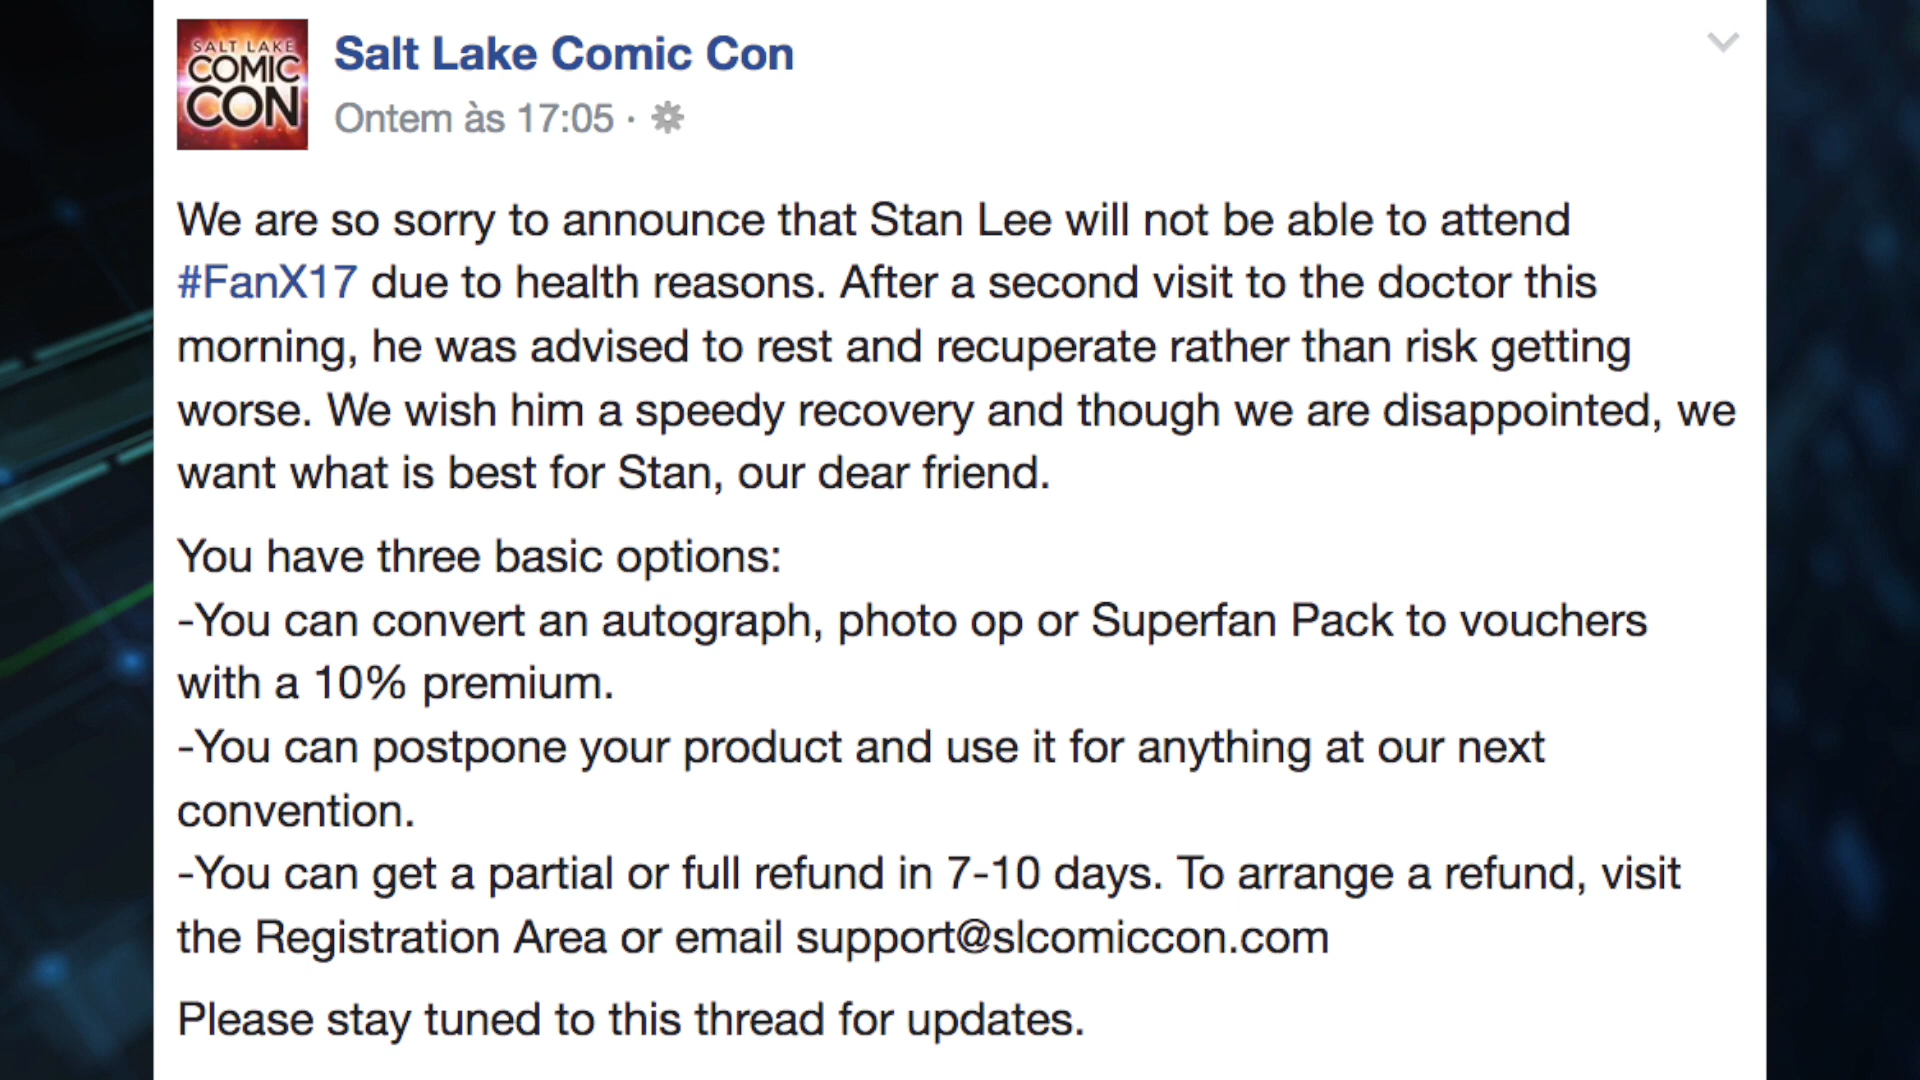 SALT LAKE
COMIC
CON
Salt Lake Comic Con
Ontem às 17:05 ·
We are so sorry to announce that Stan Lee will not be able to attend
#FanX17 due to health reasons. After a second visit to the doctor this
morning, he was advised to rest and recuperate rather than risk getting
worse. We wish him a speedy recovery and though we are disappointed, we
want what is best for Stan, our dear friend.
You have three basic options:
-You can convert an autograph, photo op or Superfan Pack to vouchers
with a 10% premium.
-You can postpone your product and use it for anything at our next
convention.
-You can get a partial or full refund in 7-10 days. To arrange a refund, visit
the Registration Area or email support@slcomiccon.com
Please stay tuned to this thread for updates.